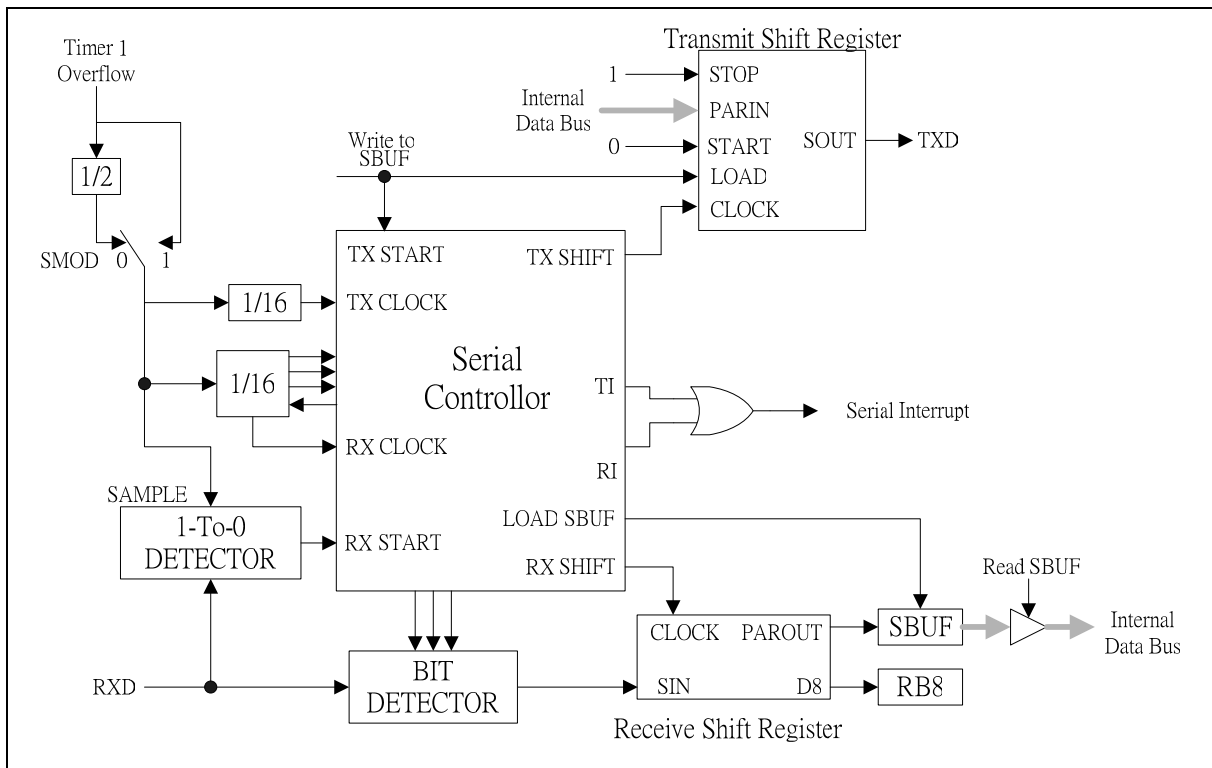 Timer 1
Overflow
1/2
SMOD 0 1
Transmit Shift Register
1
STOP
Internal
Data Bus
PARIN
0
START
SOUT
TXD
LOAD
CLOCK
Write to
SBUF
TX START
TX SHIFT
1/16
TX CLOCK
Serial
Controllor
1/16
TI
Serial Interrupt
RX CLOCK
RI
SAMPLE
1-To-0
DETECTOR
RX START
LOAD SBUF
RX SHIFT
Read SBUF
CLOCK PAROUT
SBUF
Internal
Data Bus
RXD
BIT
DETECTOR
SIN D8
RB8
Receive Shift Register